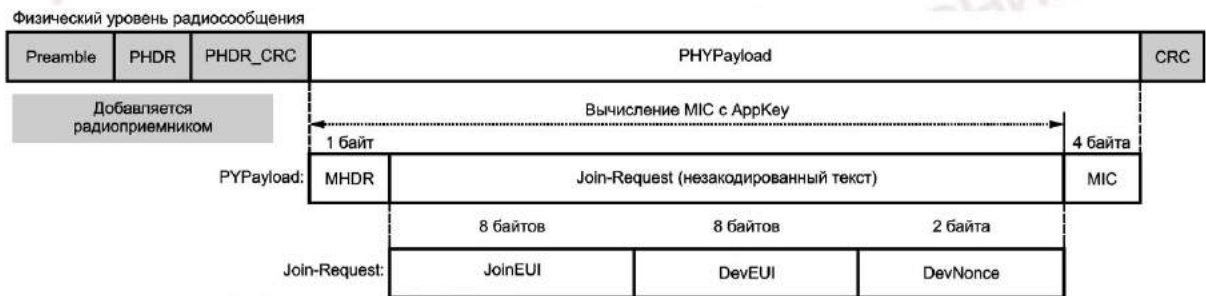 Физический уровень радиосообщения
Preamble PHDR PHDR_CRC PHYPayload CRC
Добавляется
радиоприемником
Вычисление MIC с AppKey
1 байт 4 байта
PYPayload: MHDR Join-Request (незакодированный текст) MIC
8 байтов 8 байтов 2 байта
Join-Request: JoinEUI DevEUI DevNonce